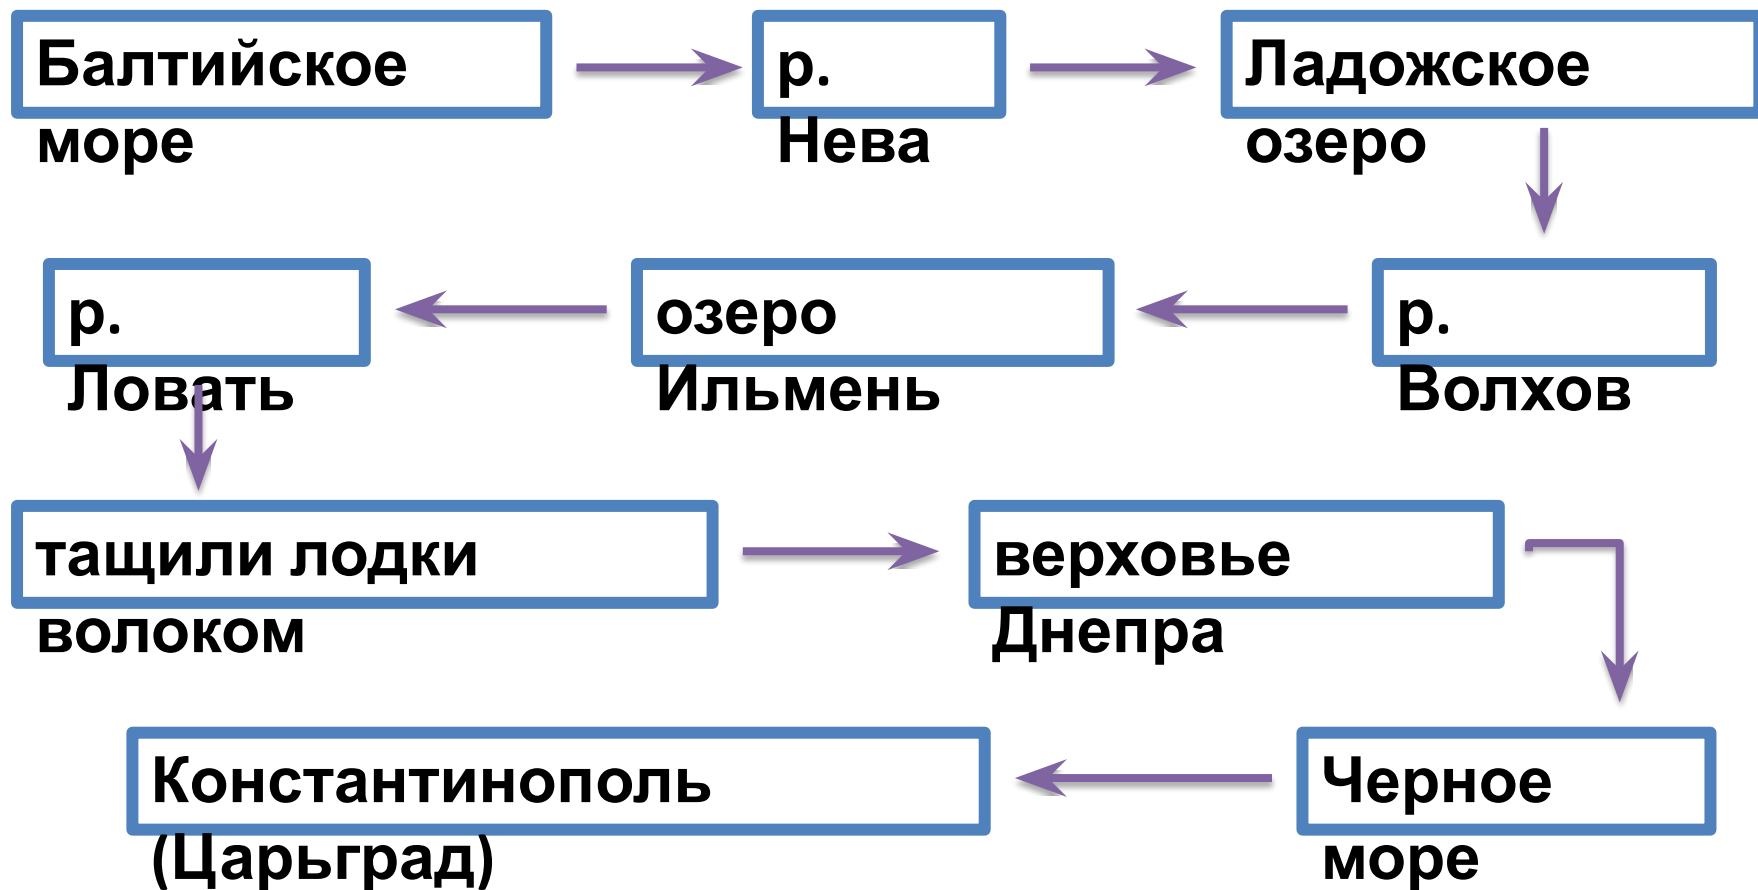 Балтийское
море
р.
Нева
Ладожское
озеро
р.
Волхов
озеро
Ильмень
р.
Ловать
тащили лодки
волоком
верховье
Днепра
Черное
море
Константинополь
(Царьград)